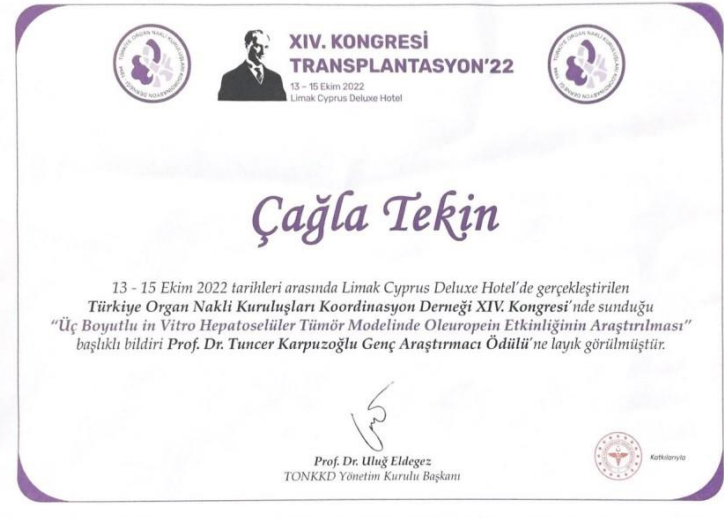 XIV. KONGRESİ
TRANSPLANTASYON'22
13 - 15 Ekim 2022
Limak Cyprus Deluxe Hotel
Çağla Tekin
13 - 15 Ekim 2022 tarihleri arasında Limak Cyprus Deluxe Hotel'de gerçekleştirilen
Türkiye Organ Nakli Kuruluşları Koordinasyon Derneği XIV. Kongresi'nde sunduğu
"Üç Boyutlu in Vitro Hepatoselüler Tümör Modelinde Oleuropein Etkinliğinin Araştırılması"
başlıklı bildiri Prof. Dr. Tuncer Karpuzoğlu Genç Araştırmacı Ödülü'ne layık görülmüştür.
Prof. Dr. Uluğ Eldegez
TONKKD Yönetim Kurulu Başkanı
Katkılarıyla